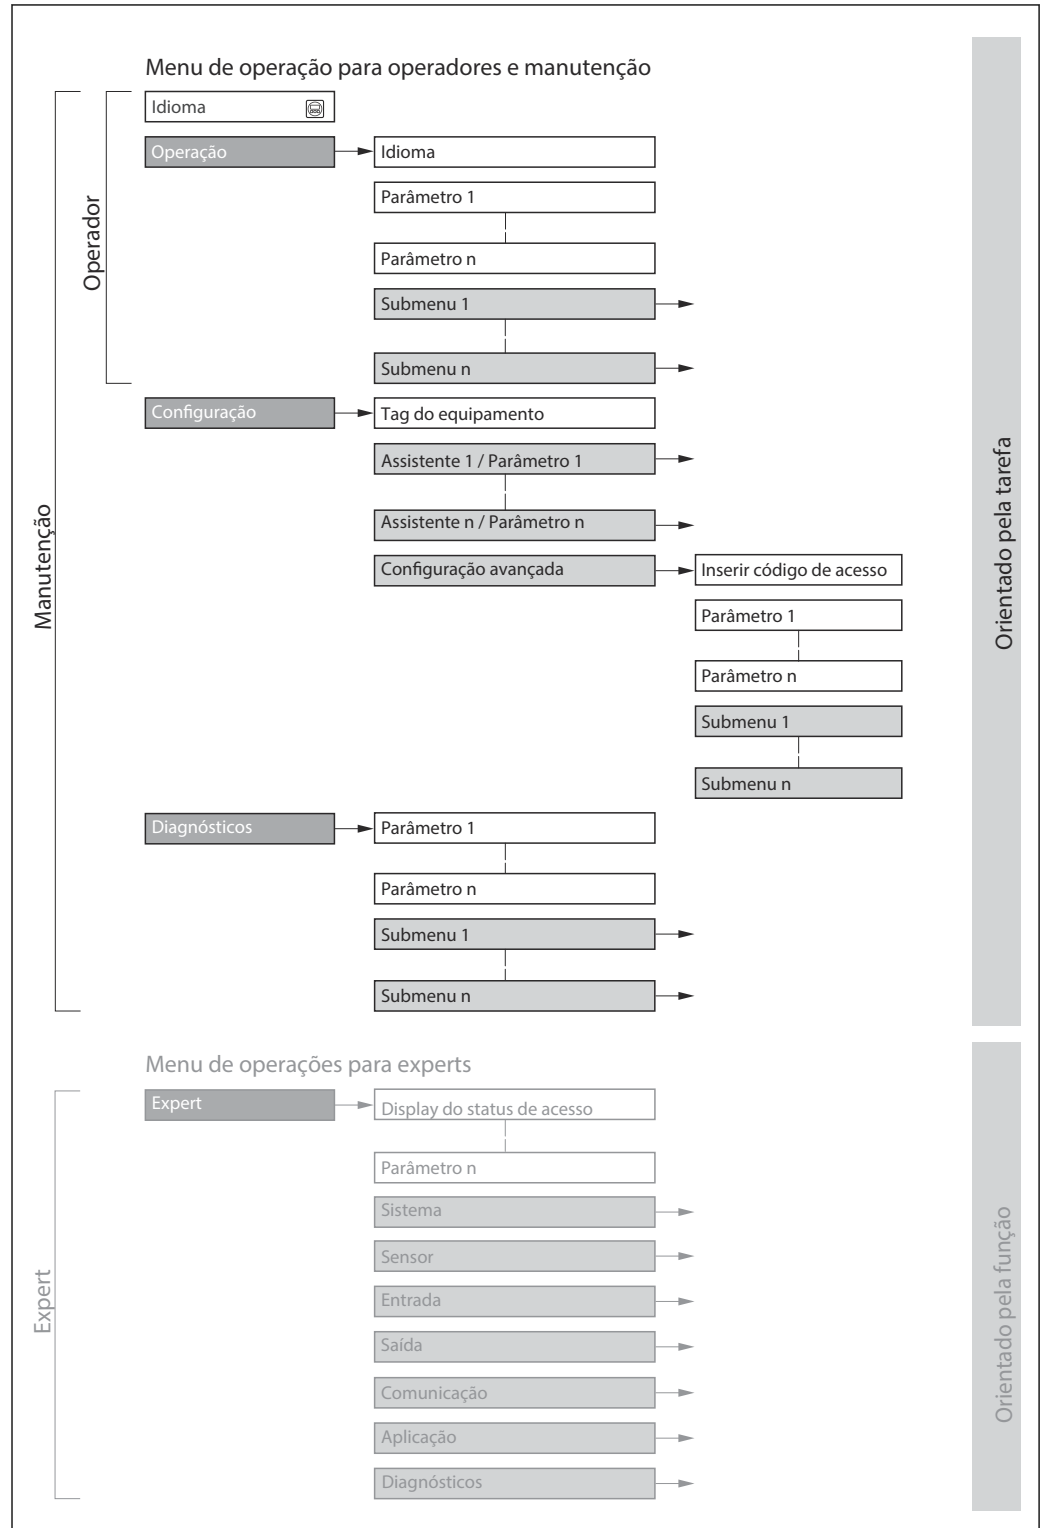 Menu de operação para operadores e manutenção
Manutenção
Operador
Idioma
Operação
Idioma
Parâmetro 1
Parâmetro n
Submenu 1
Submenu n
Configuração
Tag do equipamento
Assistente 1 / Parâmetro 1
Assistente n / Parâmetro n
Configuração avançada
Inserir código de acesso
Parâmetro 1
Parâmetro n
Submenu 1
Submenu n
Diagnósticos
Parâmetro 1
Parâmetro n
Submenu 1
Submenu n
Orientado pela tarefa
Menu de operações para experts
Expert
Expert
Display do status de acesso
Parâmetro n
Sistema
Sensor
Entrada
Saída
Comunicação
Aplicação
Diagnósticos
Orientado pela função